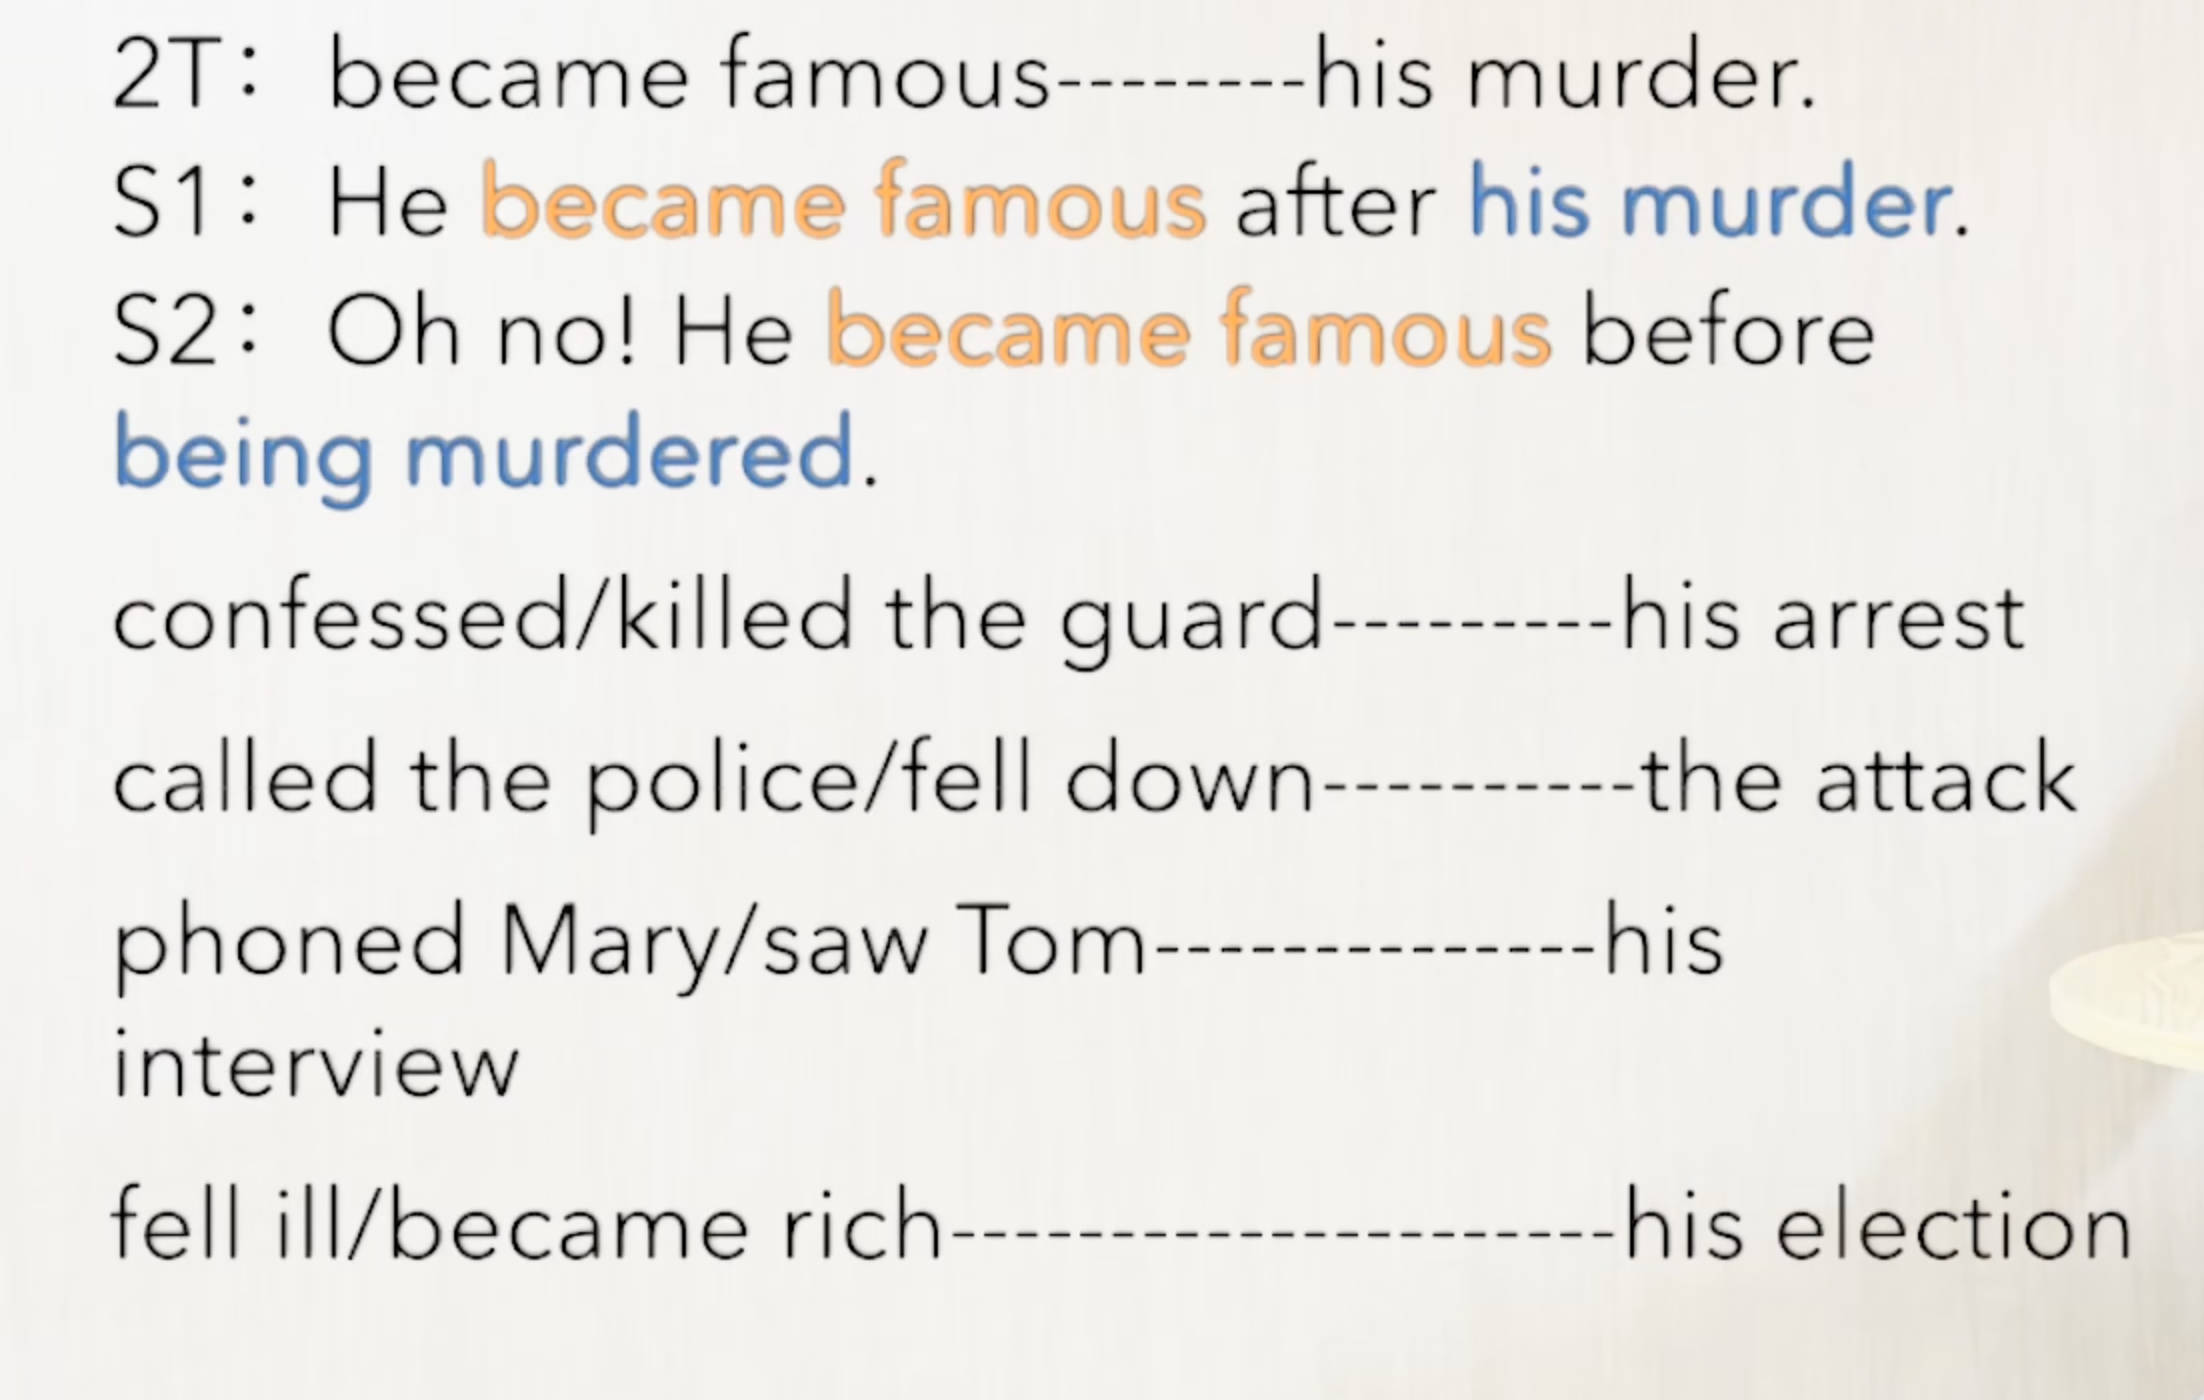 2T： became famous--------his murder.
S1： He became famous after his murder.
S2： Oh no! He became famous before
being murdered.
confessed/killed the guard---------his arrest
called the police/fell down----------the attack
phoned Mary/saw Tom--------------his
interview
fell ill/became rich---------------------his election